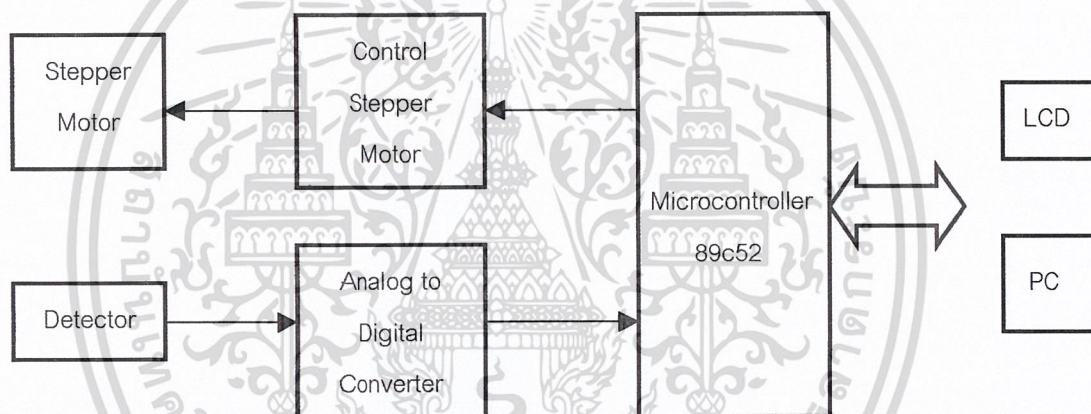 Stepper
Motor
Control
Stepper
Motor
Microcontroller
89c52
LCD
PC
Detector
Analog to
Digital
Converter